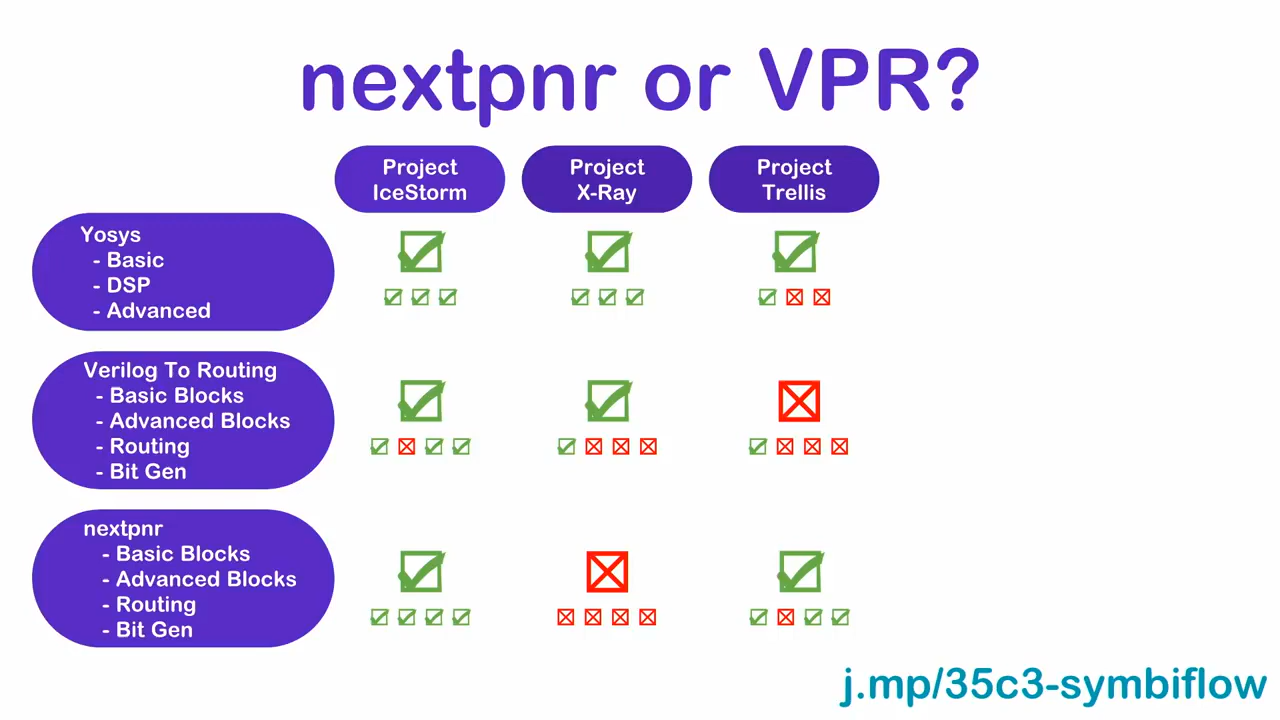 nextpnr or VPR?
Project
IceStorm
Project
X-Ray
Project
Trellis
Yosys
- Basic
- DSP
- Advanced
Verilog To Routing
- Basic Blocks
- Advanced Blocks
- Routing
- Bit Gen
nextpnr
- Basic Blocks
- Advanced Blocks
- Routing
- Bit Gen
j.mp/35c3-symbiflow